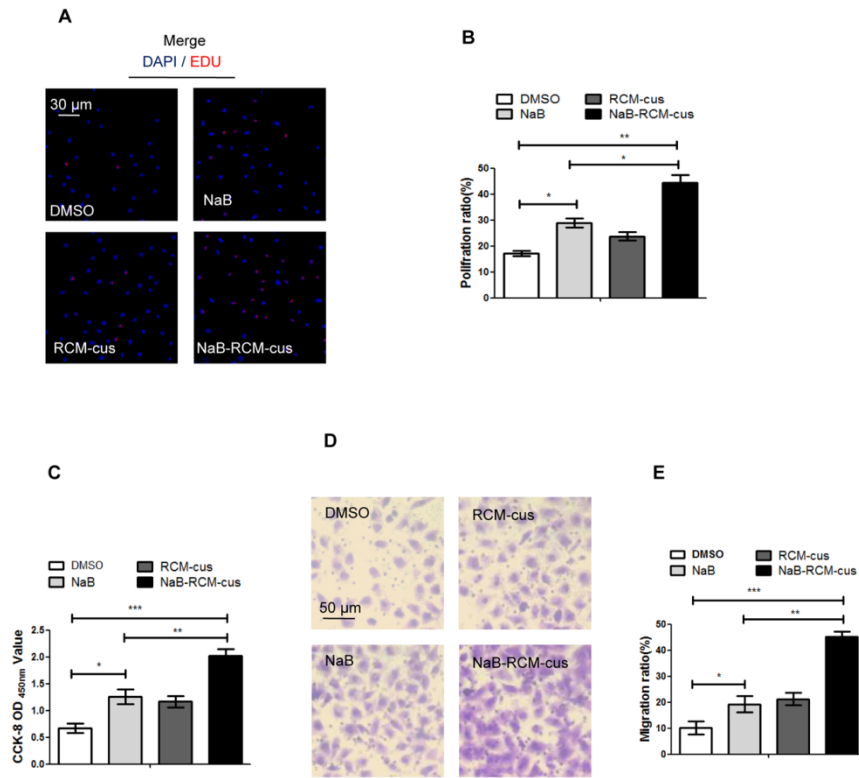 A
Merge
DAPI / EDU
30 µm
DMSO
NaB
RCM-cus
NaB-RCM-cus
B
DMSO
RCM-cus
NaB
NaB-RCM-cus
**
*
*
Polifration ratio(%)
50
40
30
20
10
0
C
DMSO
RCM-cus
NaB
NaB-RCM-cus
***
**
*
CCK-8 OD 450nm Value
2.5
2.0
1.5
1.0
0.5
0.0
D
DMSO
RCM-cus
50 µm
NaB
NaB-RCM-cus
E
DMSO
RCM-cus
NaB
NaB-RCM-cus
***
**
*
Migration ratio(%)
50
40
30
20
10
0